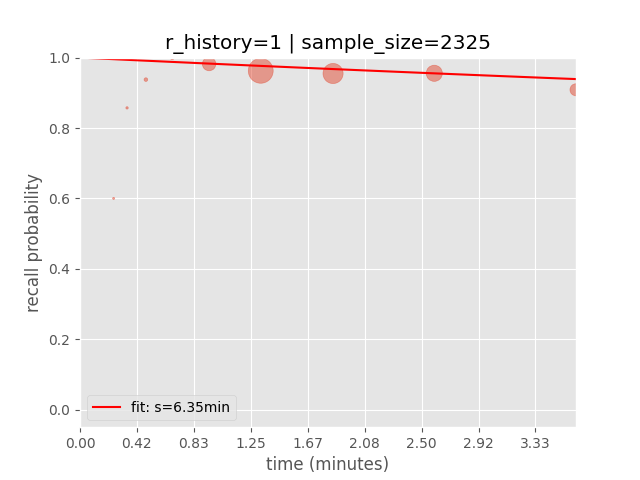 r_history=1 | sample_size=2325
recall probability
1.0
0.8
0.6
0.4
0.2
0.0
fit: s=6.35min
0.00 0.42 0.83 1.25 1.67 2.08 2.50 2.92 3.33
time (minutes)